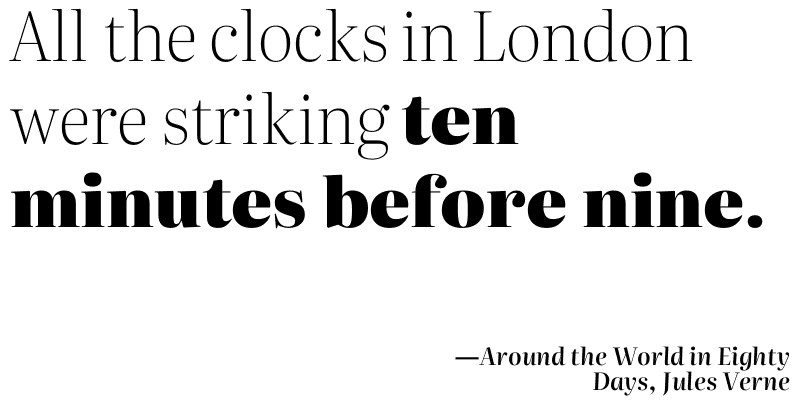 All the clocks in London
were striking ten
minutes before nine.
—Around the World in Eighty
Days, Jules Verne